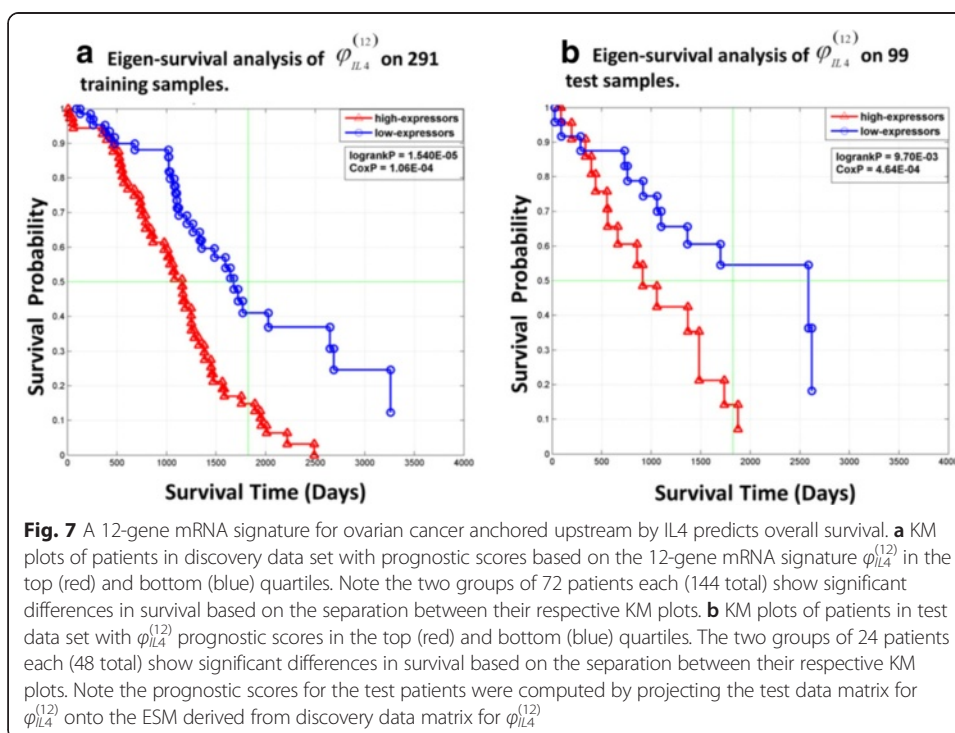 a Eigen-survival analysis of φ_{IL4}^{(12)} on 291
training samples.
1
0.9
0.8
0.7
0.6
0.5
0.4
0.3
0.2
0.1
0
Survival Probability
high-expressors
low-expressors
logrankP = 1.540E-05
CoxP = 1.06E-04
0 500 1000 1500 2000 2500 3000 3500 4000
Survival Time (Days)
b Eigen-survival analysis of φ_{IL4}^{(12)} on 99
test samples.
1
0.9
0.8
0.7
0.6
0.5
0.4
0.3
0.2
0.1
0
Survival Probability
high-expressors
low-expressors
logrankP = 9.70E-03
CoxP = 4.64E-04
0 500 1000 1500 2000 2500 3000 3500 4000
Survival Time (Days)
Fig. 7 A 12-gene mRNA signature for ovarian cancer anchored upstream by IL4 predicts overall survival. a KM
plots of patients in discovery data set with prognostic scores based on the 12-gene mRNA signature φ_{IL4}^{(12)} in the
top (red) and bottom (blue) quartiles. Note the two groups of 72 patients each (144 total) show significant
differences in survival based on the separation between their respective KM plots. b KM plots of patients in test
data set with φ_{IL4}^{(12)} prognostic scores in the top (red) and bottom (blue) quartiles. The two groups of 24 patients
each (48 total) show significant differences in survival based on the separation between their respective KM
plots. Note the prognostic scores for the test patients were computed by projecting the test data matrix for
φ_{IL4}^{(12)} onto the ESM derived from discovery data matrix for φ_{IL4}^{(12)}